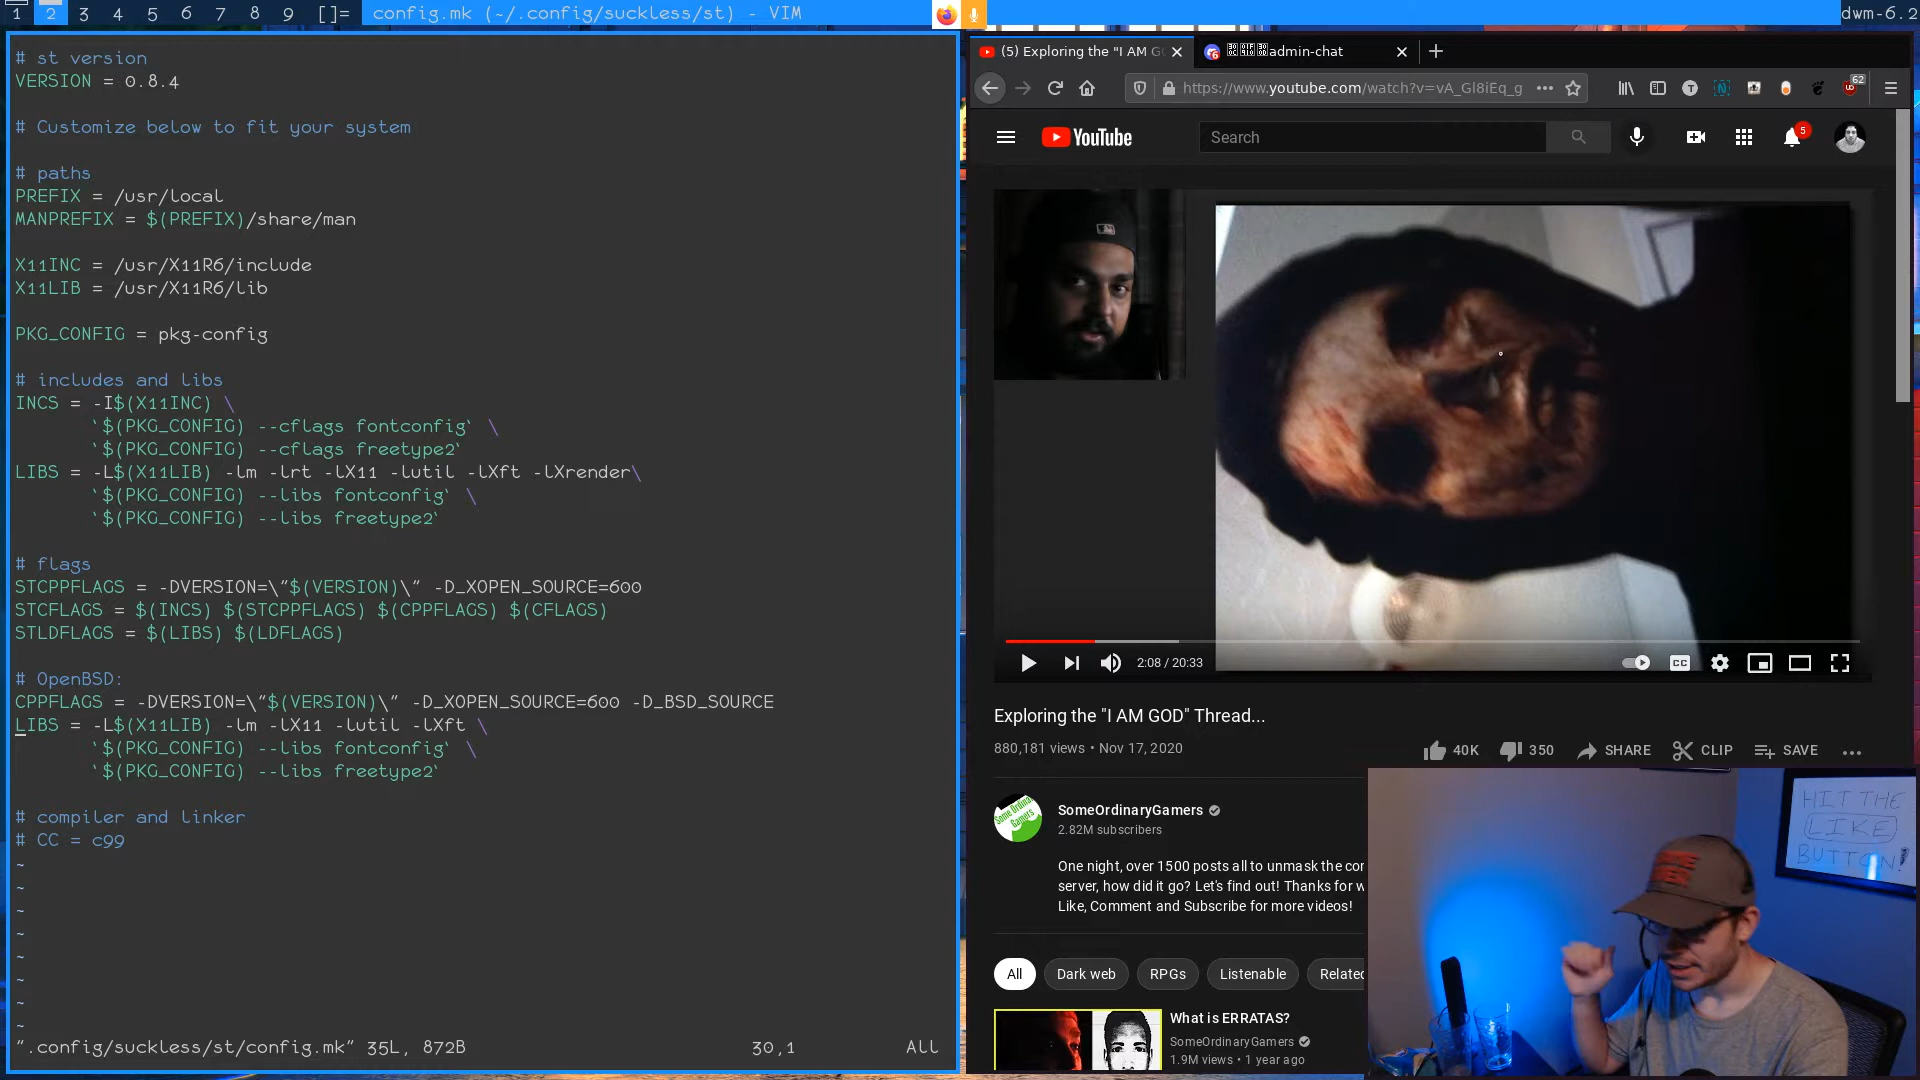 1 2 3 4 5 6 7 8 9 []= config.mk (~/.config/suckless/st) - VIM
dwm-6.2
# st version
VERSION = 0.8.4
# Customize below to fit your system
# paths
PREFIX = /usr/local
MANPREFIX = $(PREFIX)/share/man
X11INC = /usr/X11R6/include
X11LIB = /usr/X11R6/lib
PKG_CONFIG = pkg-config
# includes and libs
INCS = -I$(X11INC) \
`$(PKG_CONFIG) --cflags fontconfig` \
`$(PKG_CONFIG) --cflags freetype2`
LIBS = -L$(X11LIB) -lm -lrt -lX11 -lutil -lXft -lXrender\
`$(PKG_CONFIG) --libs fontconfig` \
`$(PKG_CONFIG) --libs freetype2`
# flags
STCPPFLAGS = -DVERSION=\"$(VERSION)\" -D_XOPEN_SOURCE=600
STCFLAGS = $(INCS) $(STCPPFLAGS) $(CPPFLAGS) $(CFLAGS)
STLDFLAGS = $(LIBS) $(LDFLAGS)
# OpenBSD:
CPPFLAGS = -DVERSION=\"$(VERSION)\" -D_XOPEN_SOURCE=600 -D_BSD_SOURCE
LIBS = -L$(X11LIB) -lm -lX11 -lutil -lXft \
`$(PKG_CONFIG) --libs fontconfig` \
`$(PKG_CONFIG) --libs freetype2`
# compiler and linker
# CC = c99
~
~
~
~
~
~
~
~
".config/suckless/st/config.mk" 35L, 872B 30,1 All
(5) Exploring the "I AM GO
admin-chat
https://www.youtube.com/watch?v=vA_Gl8iEq_g
62
YouTube
Search
5
2:08 / 20:33
CC
Exploring the "I AM GOD" Thread...
880,181 views • Nov 17, 2020
40K 350 SHARE CLIP SAVE
SomeOrdinaryGamers
2.82M subscribers
One night, over 1500 posts all to unmask the
server, how did it go? Let's find out! Thanks for
Like, Comment and Subscribe for more videos!
All Dark web RPGs Listenable Related
What is ERRATAS?
SomeOrdinaryGamers
1.9M views • 1 year ago
HIT THE
LIKE
BUTTON!